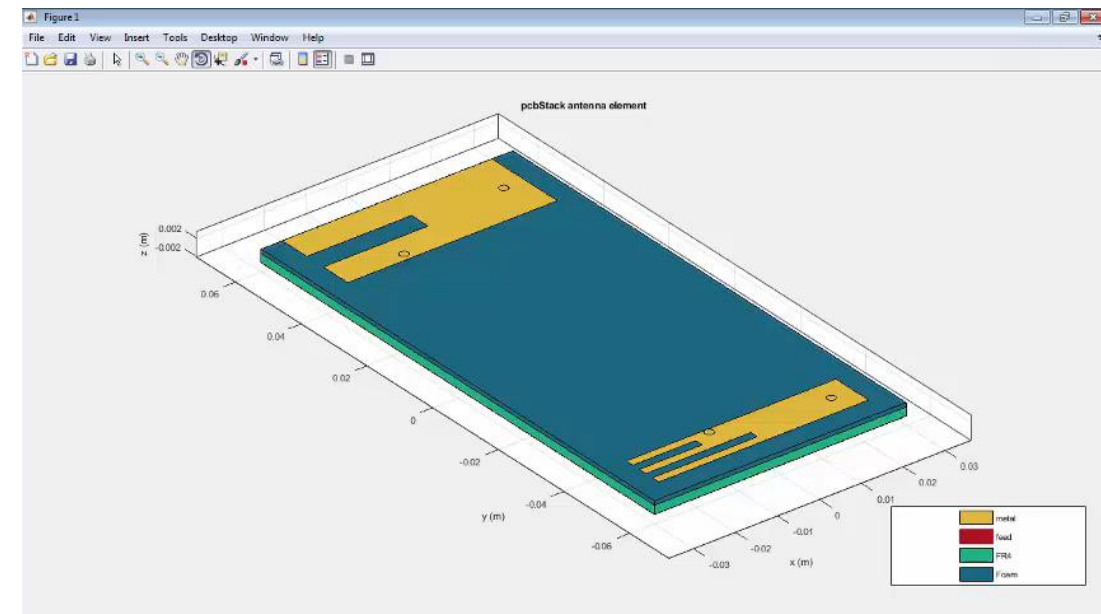 Figure 1
File Edit View Insert Tools Desktop Window Help
pcbStack antenna element
0.002
-0.002
z (m)
0.06
0.04
0.02
0
-0.02
-0.04
-0.06
y (m)
0.03
0.02
0.01
0
-0.01
-0.02
-0.03
x (m)
metal
feed
FR4
Foam